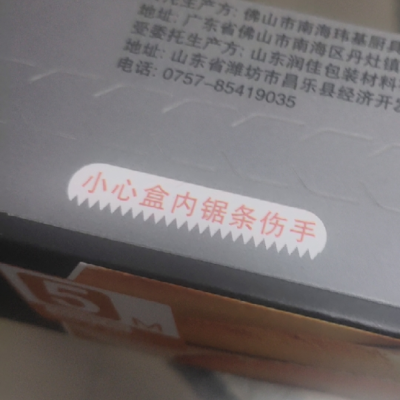 托生产方: 佛山市南海玮基厨具
地址: 广东省佛山市南海区丹灶镇
受委托生产方: 山东润佳包装材料
地址: 山东省潍坊市昌乐县经济开发
电话: 0757-85419035
小心盒内锯条伤手
5
M